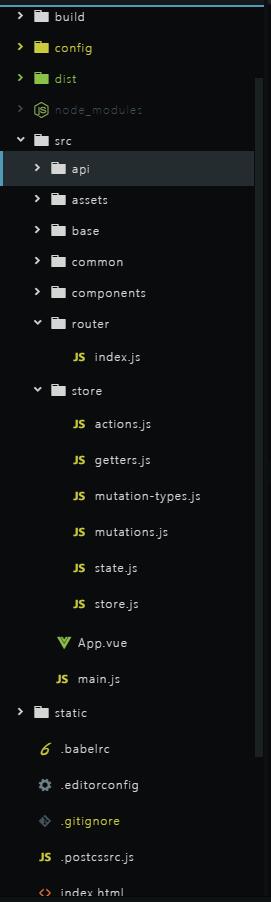 build
config
dist
node_modules
src
api
assets
base
common
components
router
JS index.js
store
JS actions.js
JS getters.js
JS mutation-types.js
JS mutations.js
JS state.js
JS store.js
App.vue
JS main.js
static
.babelrc
.editorconfig
.gitignore
JS .postcssrc.js
index.html